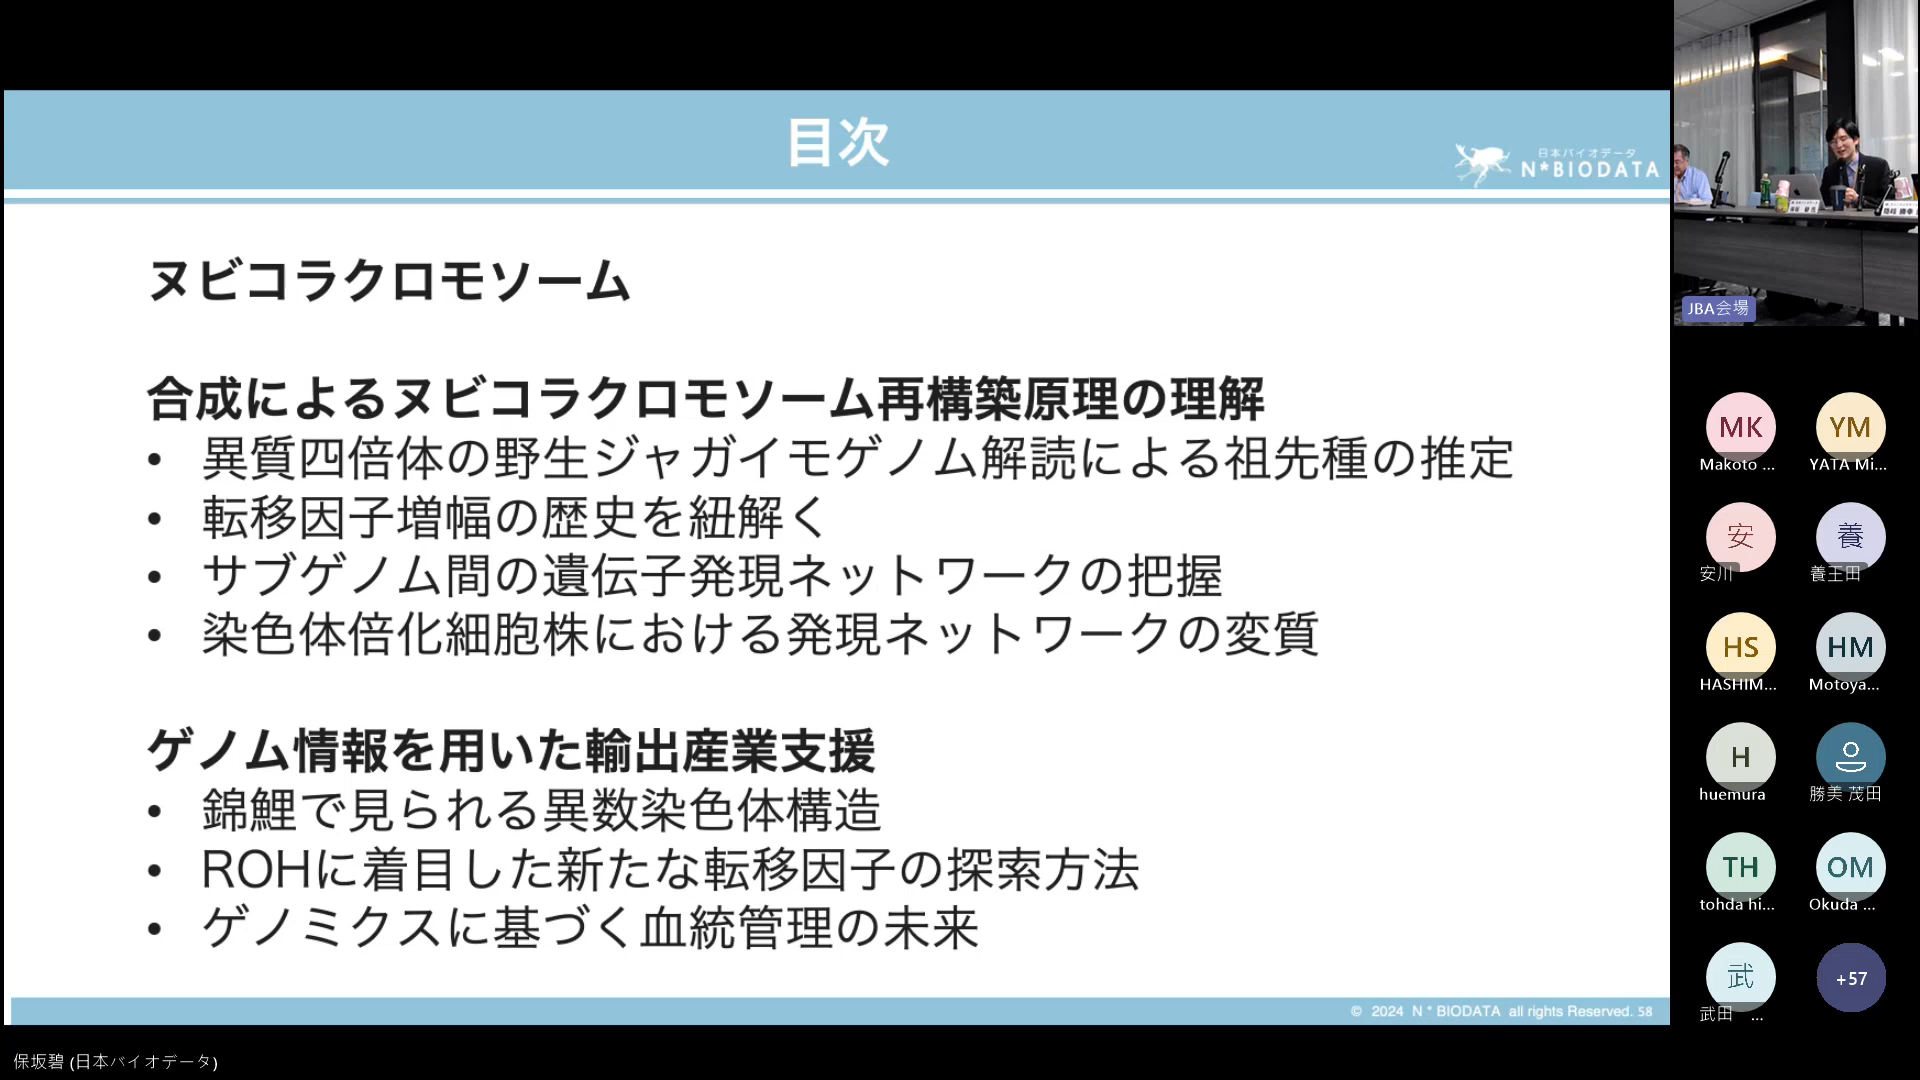 目次
日本バイオデータ
N*BIODATA
ヌビコラクロモソーム
合成によるヌビコラクロモソーム再構築原理の理解
• 異質四倍体の野生ジャガイモゲノム解読による祖先種の推定
• 転移因子増幅の歴史を紐解く
• サブゲノム間の遺伝子発現ネットワークの把握
• 染色体倍化細胞株における発現ネットワークの変質
ゲノム情報を用いた輸出産業支援
• 錦鯉で見られる異数染色体構造
• ROHに着目した新たな転移因子の探索方法
• ゲノミクスに基づく血統管理の未来
© 2024 N * BIODATA all rights Reserved. 58
保坂碧 (日本バイオデータ)
JBA会場
MK YM
Makoto ... YATA Mi...
安 養
安川 養王田
HS HM
HASHIM... Motoya...
H
huemura 勝美 茂田
TH OM
tohda hi... Okuda ...
武 +57
武田 ...